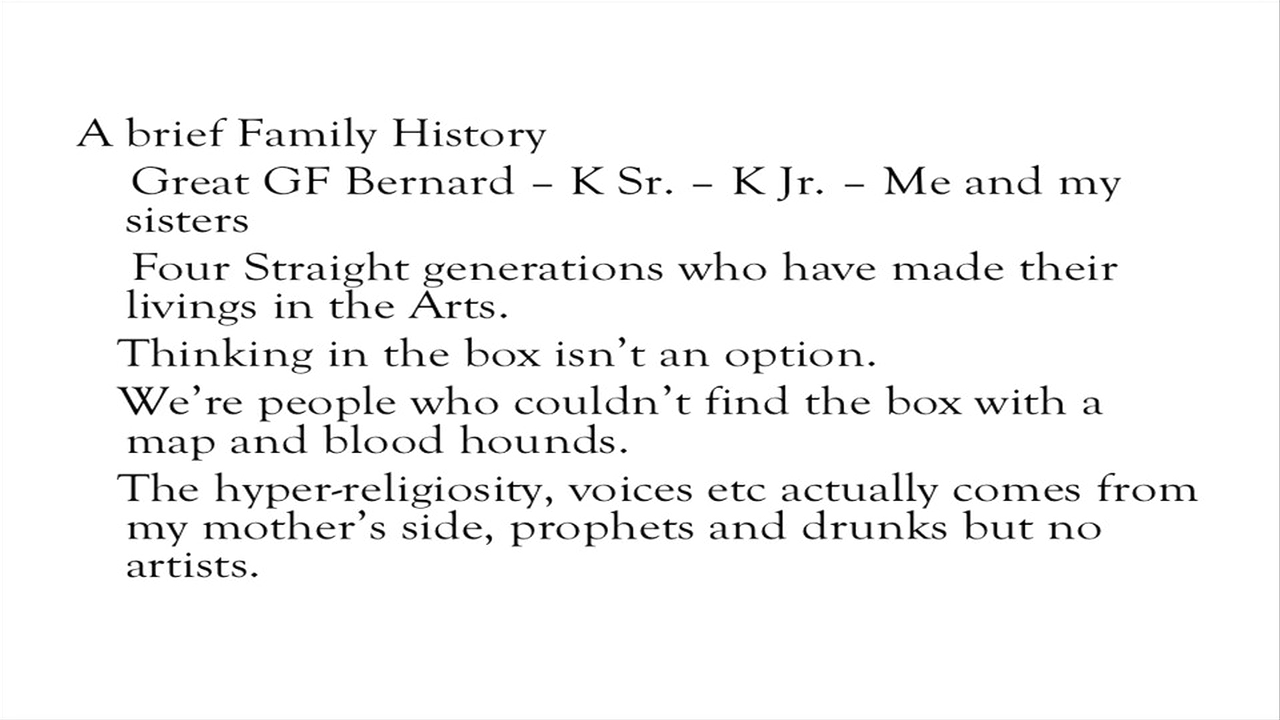 A brief Family History
Great GF Bernard – K Sr. – K Jr. – Me and my
sisters
Four Straight generations who have made their
livings in the Arts.
Thinking in the box isn't an option.
We're people who couldn't find the box with a
map and blood hounds.
The hyper-religiosity, voices etc actually comes from
my mother's side, prophets and drunks but no
artists.